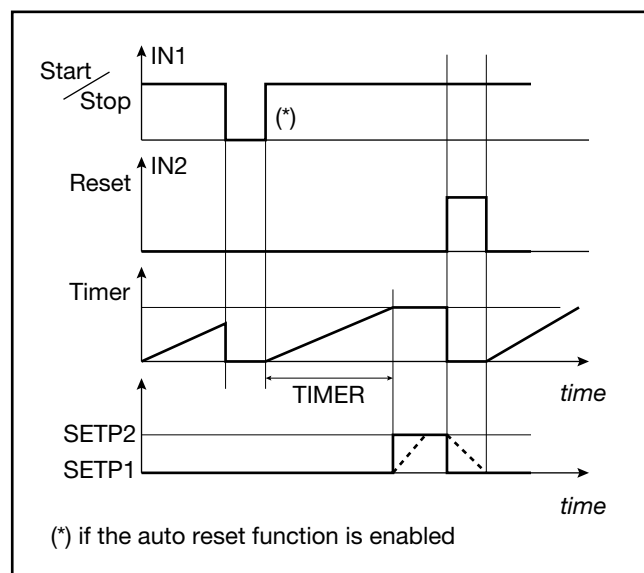 IN1
Start
Stop
(*)
IN2
Reset
Timer
TIMER
time
SETP2
SETP1
time
(*) if the auto reset function is enabled